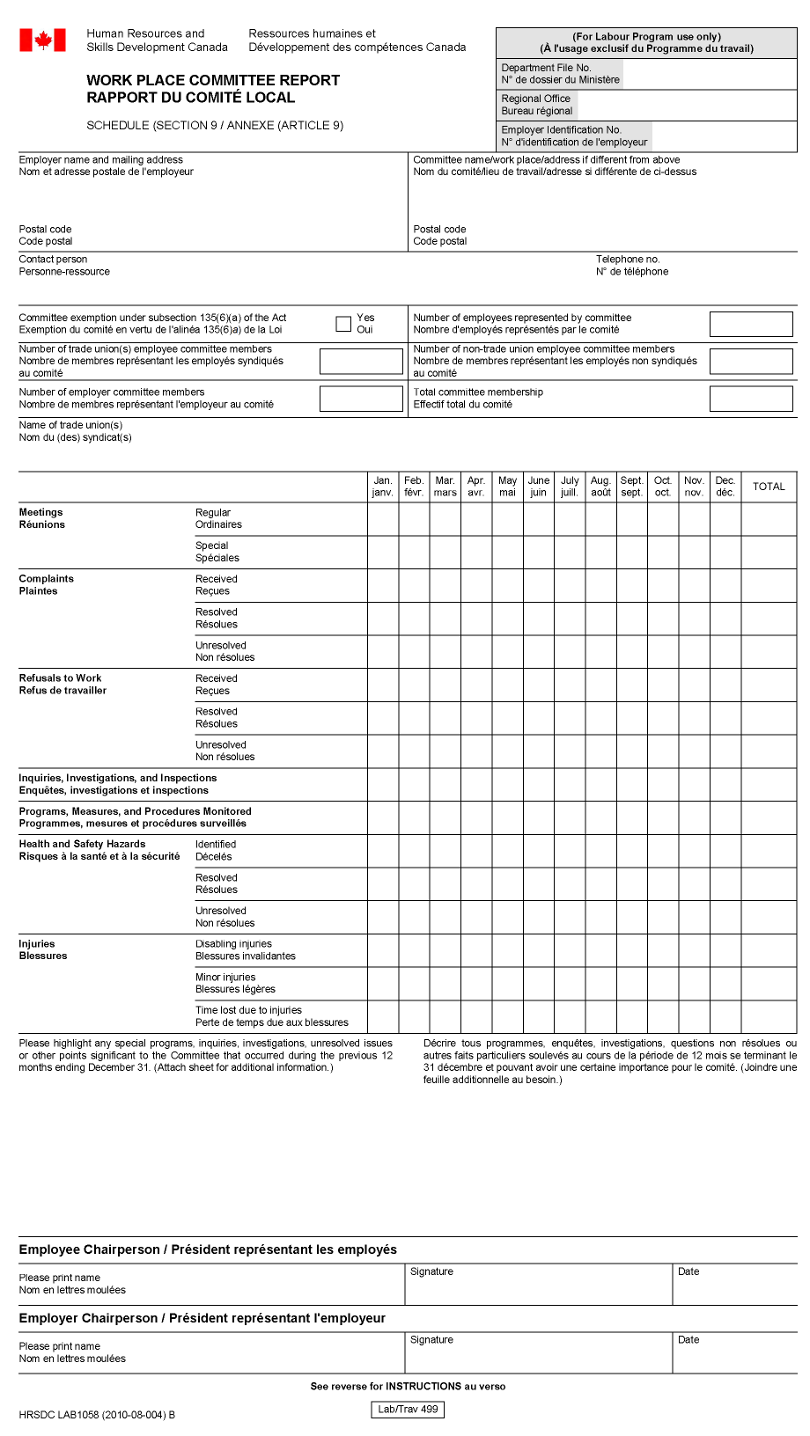 Human Resources and
Skills Development Canada
Ressources humaines et
Développement des compétences Canada
WORK PLACE COMMITTEE REPORT
RAPPORT DU COMITÉ LOCAL
SCHEDULE (SECTION 9 / ANNEXE (ARTICLE 9)
(For Labour Program use only)
(À l'usage exclusif du Programme du travail)
Department File No.
N° de dossier du Ministère
Regional Office
Bureau régional
Employer Identification No.
N° d'identification de l'employeur
Employer name and mailing address
Nom et adresse postale de l'employeur
Postal code
Code postal
Committee name/work place/address if different from above
Nom du comité/lieu de travail/adresse si différente de ci-dessus
Postal code
Code postal
Contact person
Personne-ressource
Telephone no.
N° de téléphone
Committee exemption under subsection 135(6)(a) of the Act
Exemption du comité en vertu de l'alinéa 135(6)a) de la Loi
Yes
Oui
Number of employees represented by committee
Nombre d'employés représentés par le comité
Number of trade union(s) employee committee members
Nombre de membres représentant les employés syndiqués
au comité
Number of non-trade union employee committee members
Nombre de membres représentant les employés non syndiqués
au comité
Number of employer committee members
Nombre de membres représentant l'employeur au comité
Total committee membership
Effectif total du comité
Name of trade union(s)
Nom du (des) syndicat(s)
Jan. Feb. Mar. Apr. May June July Aug. Sept. Oct. Nov. Dec. TOTAL
janv. févr. mars avr. mai juin juill. août sept. oct. nov. déc.
Meetings
Réunions
Regular
Ordinaires
Special
Spéciales
Complaints
Plaintes
Received
Reçues
Resolved
Résolues
Unresolved
Non résolues
Refusals to Work
Refus de travailler
Received
Reçues
Resolved
Résolues
Unresolved
Non résolues
Inquiries, Investigations, and Inspections
Enquêtes, investigations et inspections
Programs, Measures, and Procedures Monitored
Programmes, mesures et procédures surveillés
Health and Safety Hazards
Risques à la santé et à la sécurité
Identified
Décelés
Resolved
Résolues
Unresolved
Non résolues
Injuries
Blessures
Disabling injuries
Blessures invalidantes
Minor injuries
Blessures légères
Time lost due to injuries
Perte de temps due aux blessures
Please highlight any special programs, inquiries, investigations, unresolved issues
or other points significant to the Committee that occurred during the previous 12
months ending December 31. (Attach sheet for additional information.)
Décrire tous programmes, enquêtes, investigations, questions non résolues ou
autres faits particuliers soulevés au cours de la période de 12 mois se terminant le
31 décembre et pouvant avoir une certaine importance pour le comité. (Joindre une
feuille additionnelle au besoin.)
Employee Chairperson / Président représentant les employés
Please print name
Nom en lettres moulées
Signature
Date
Employer Chairperson / Président représentant l'employeur
Please print name
Nom en lettres moulées
Signature
Date
See reverse for INSTRUCTIONS au verso
HRSDC LAB1058 (2010-08-004) B
Lab/Trav 499